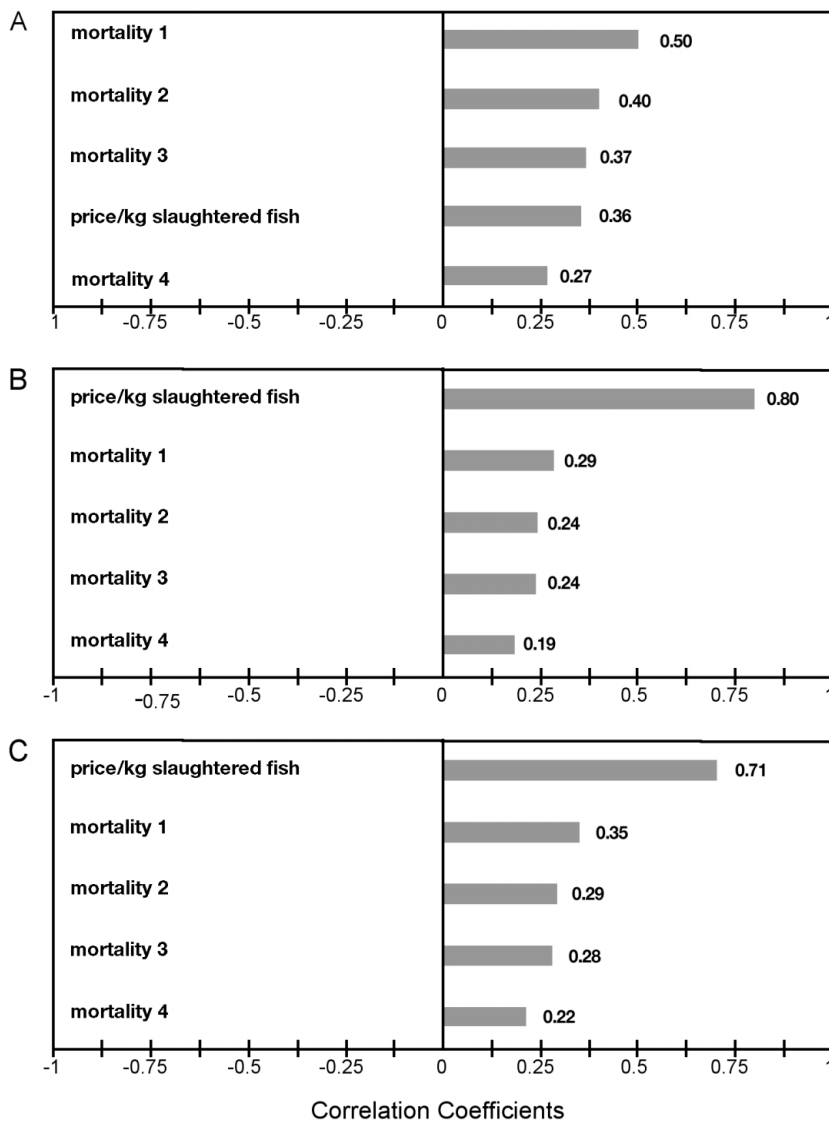 A
mortality 1 0.50
mortality 2 0.40
mortality 3 0.37
price/kg slaughtered fish 0.36
mortality 4 0.27
1 -0.75 -0.5 -0.25 0 0.25 0.5 0.75 1
B
price/kg slaughtered fish 0.80
mortality 1 0.29
mortality 2 0.24
mortality 3 0.24
mortality 4 0.19
-1 -0.75 -0.5 -0.25 0 0.25 0.5 0.75 1
C
price/kg slaughtered fish 0.71
mortality 1 0.35
mortality 2 0.29
mortality 3 0.28
mortality 4 0.22
-1 -0.75 -0.5 -0.25 0 0.25 0.5 0.75 1
Correlation Coefficients